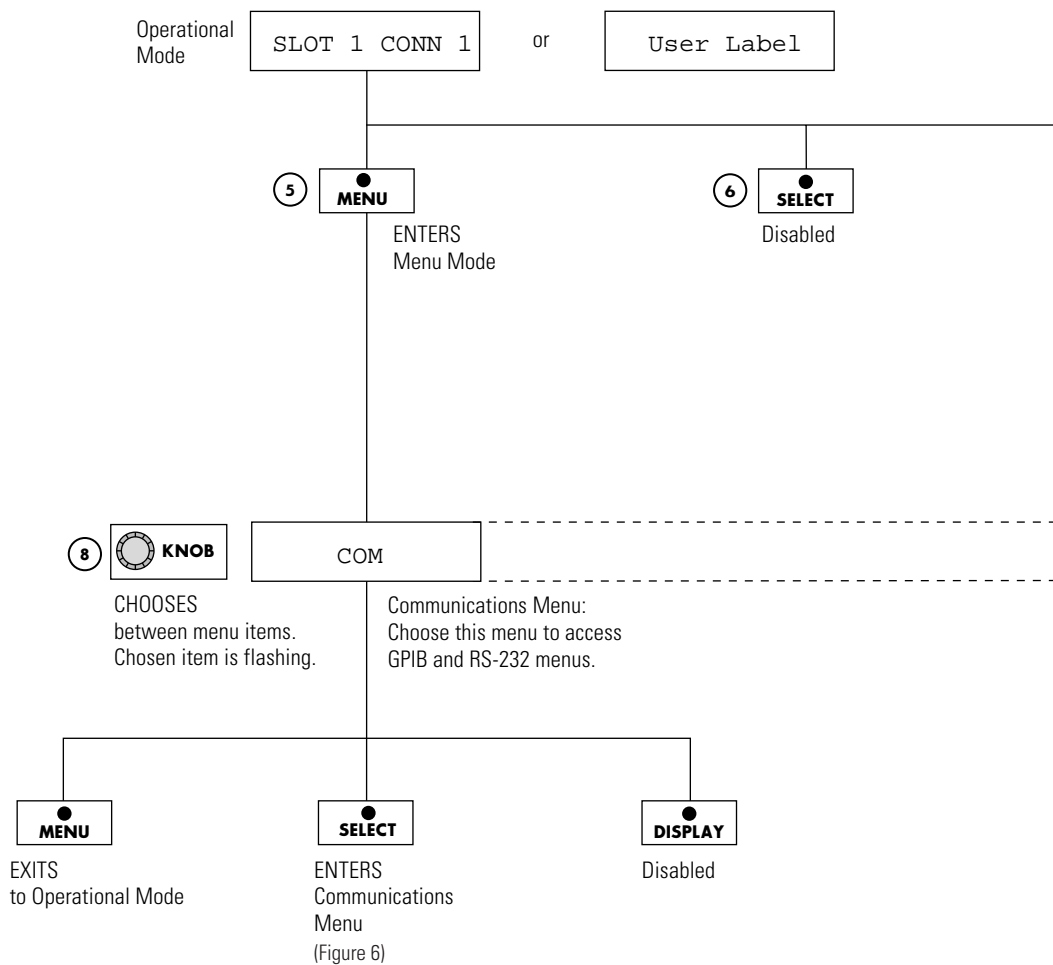 Operational
Mode
SLOT 1 CONN 1
or
User Label
5
MENU
ENTERS
Menu Mode
6
SELECT
Disabled
8
KNOB
CHOOSES
between menu items.
Chosen item is flashing.
COM
Communications Menu:
Choose this menu to access
GPIB and RS-232 menus.
MENU
EXITS
to Operational Mode
SELECT
ENTERS
Communications
Menu
(Figure 6)
DISPLAY
Disabled